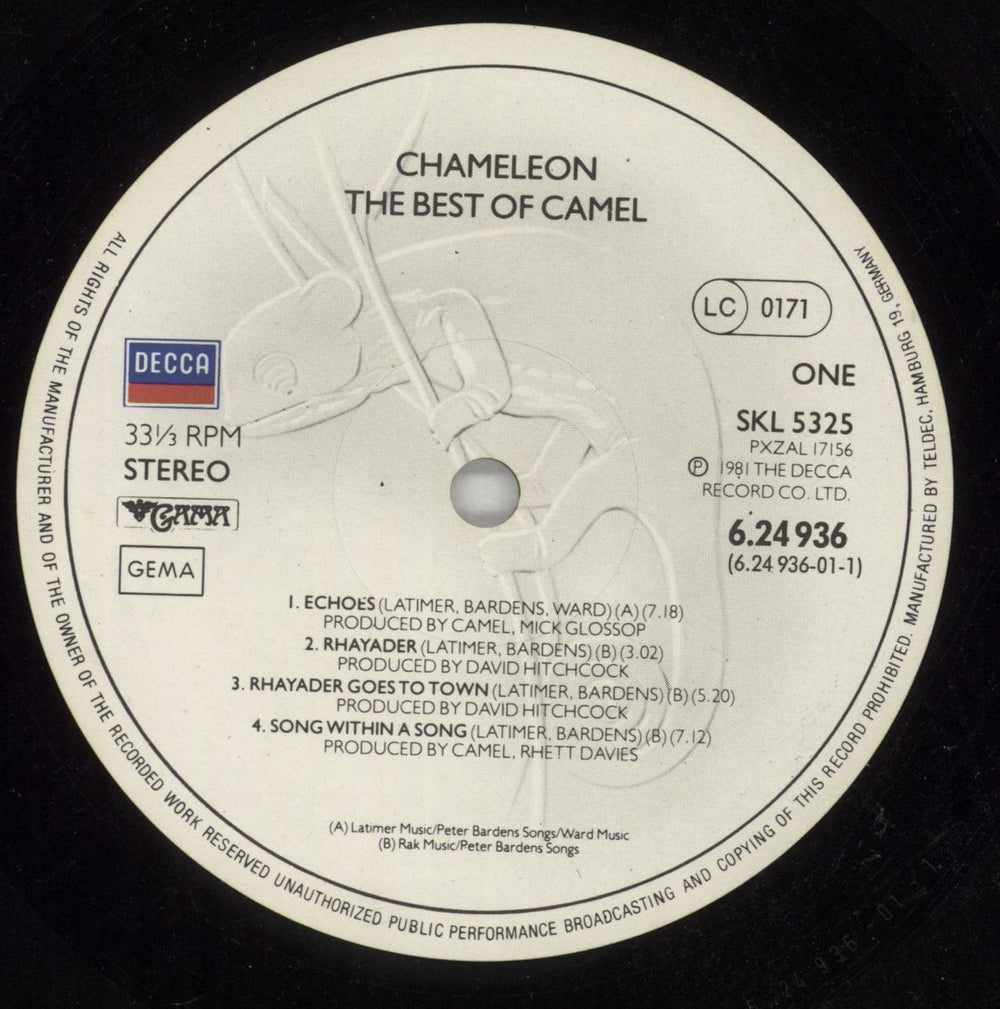 CHAMELEON
THE BEST OF CAMEL
LC 0171
DECCA
33⅓ RPM
STEREO
GAMA
GEMA
ONE
SKL 5325
PXZAL 17156
Ⓟ 1981 THE DECCA
RECORD CO. LTD.
6.24 936
(6.24 936-01-1)
1. ECHOES (LATIMER, BARDENS, WARD) (A) (7.18)
PRODUCED BY CAMEL, MICK GLOSSOP
2. RHAYADER (LATIMER, BARDENS) (B) (3.02)
PRODUCED BY DAVID HITCHCOCK
3. RHAYADER GOES TO TOWN (LATIMER, BARDENS) (B) (5.20)
PRODUCED BY DAVID HITCHCOCK
4. SONG WITHIN A SONG (LATIMER, BARDENS) (B) (7.12)
PRODUCED BY CAMEL, RHETT DAVIES
(A) Latimer Music/Peter Bardens Songs/Ward Music
(B) Rak Music/Peter Bardens Songs
ALL RIGHTS OF THE MANUFACTURER AND OF THE OWNER OF THE RECORDED WORK RESERVED UNAUTHORIZED PUBLIC PERFORMANCE BROADCASTING AND COPYING OF THIS RECORD PROHIBITED. MANUFACTURED BY TELDEC, HAMBURG 19, GERMANY